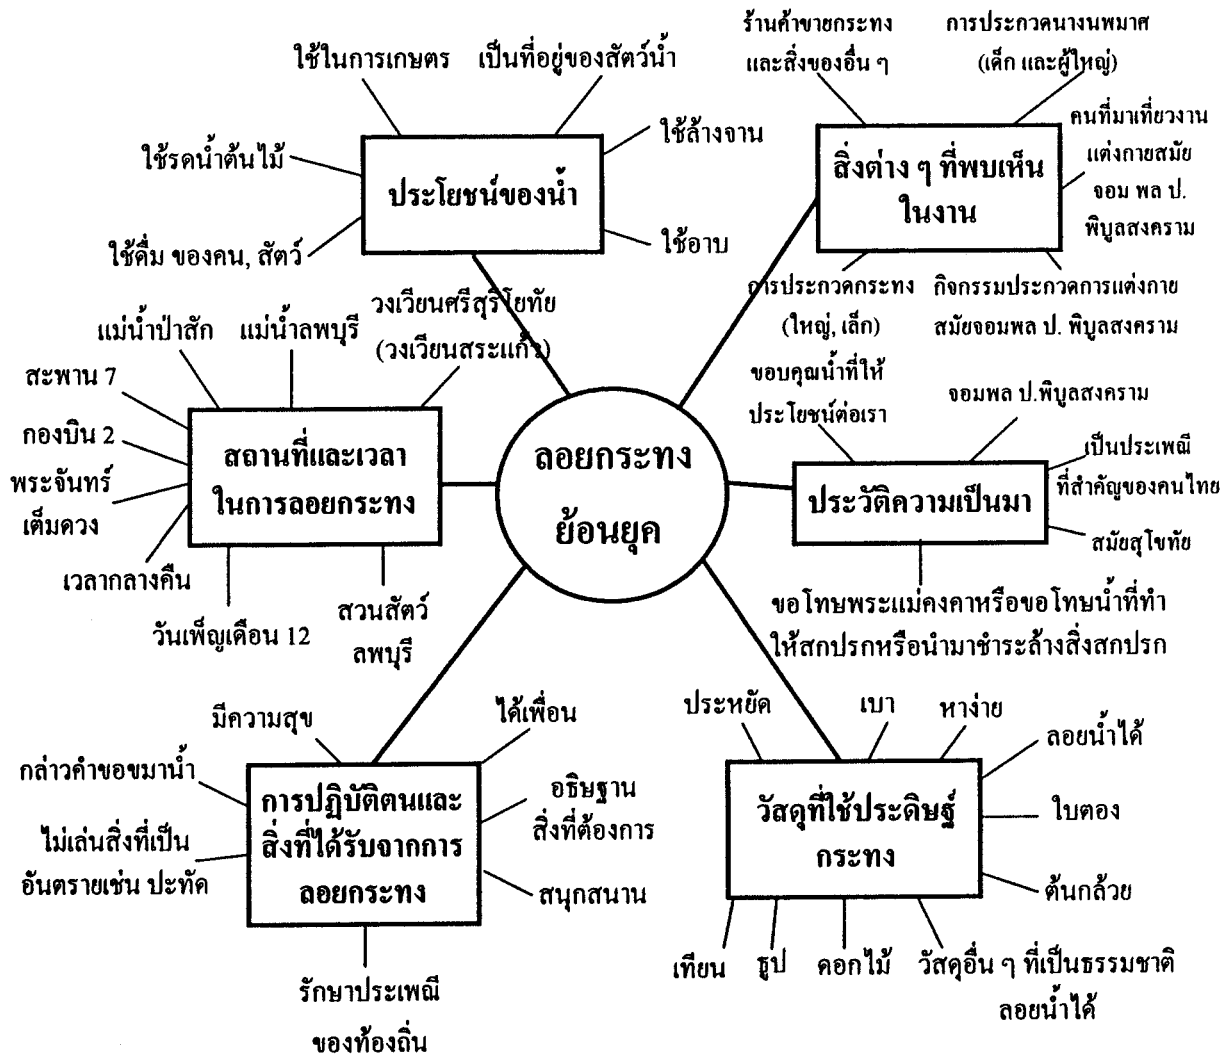 ใช้ในการเกษตร
เป็นที่อยู่ของสัตว์น้ำ
ใช้รดน้ำต้นไม้
ใช้ล้างจาน
ประโยชน์ของน้ำ
ใช้ดื่ม ของคน, สัตว์
ใช้อาบ
ร้านค้าขายกระทง
และสิ่งของอื่น ๆ
การประกวดนางนพมาศ
(เด็ก และผู้ใหญ่)
สิ่งต่าง ๆ ที่พบเห็น
ในงาน
คนที่มาเที่ยวงาน
แต่งกายสมัย
จอม พล ป.
พิบูลสงคราม
การประกวดกระทง
(ใหญ่, เล็ก)
กิจกรรมประกวดการแต่งกาย
สมัยจอมพล ป. พิบูลสงคราม
แม่น้ำป่าสัก
แม่น้ำลพบุรี
วงเวียนศรีสุริโยทัย
(วงเวียนสระแก้ว)
สะพาน 7
กองบิน 2
พระจันทร์
เต็มดวง
สถานที่และเวลา
ในการลอยกระทง
เวลากลางคืน
วันเพ็ญเดือน 12
สวนสัตว์
ลพบุรี
ลอยกระทง
ย้อนยุค
ขอบคุณน้ำที่ให้
ประโยชน์ต่อเรา
จอมพล ป.พิบูลสงคราม
เป็นประเพณี
ที่สำคัญของคนไทย
ประวัติความเป็นมา
สมัยสุโขทัย
ขอโทษพระแม่คงคาหรือขอโทษน้ำที่ทำ
ให้สกปรกหรือนำมาชำระล้างสิ่งสกปรก
มีความสุข
ได้เพื่อน
กล่าวคำขอขมาน้ำ
การปฏิบัติตนและ
สิ่งที่ได้รับจากการ
ลอยกระทง
อธิษฐาน
สิ่งที่ต้องการ
ไม่เล่นสิ่งที่เป็น
อันตรายเช่น ปะทัด
สนุกสนาน
รักษาประเพณี
ของท้องถิ่น
ประหยัด
เบา
หาง่าย
ลอยน้ำได้
วัสดุที่ใช้ประดิษฐ์
กระทง
ใบตอง
ต้นกล้วย
เทียน
ธูป
ดอกไม้
วัสดุอื่น ๆ ที่เป็นธรรมชาติ
ลอยน้ำได้